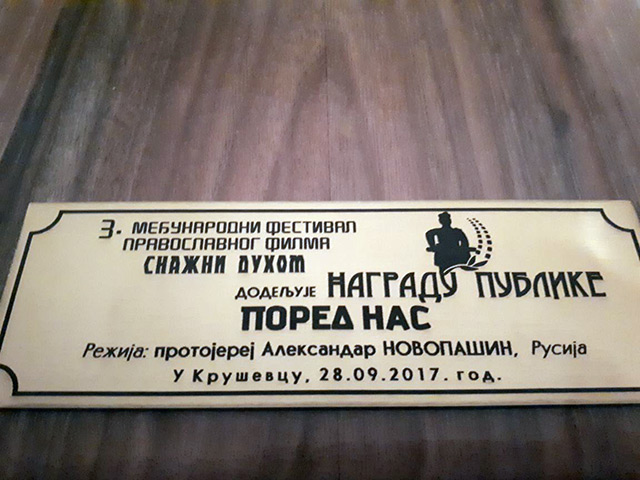 3. МЕЂУНАРОДНИ ФЕСТИВАЛ
ПРАВОСЛАВНОГ ФИЛМА
СНАЖНИ ДУХОМ
ДОДЕЉУЈЕ НАГРАДУ ПУБЛИКЕ
ПОРЕД НАС
Режија: протојереј Александар НОВОПАШИН, Русија
У Крушевцу, 28.09.2017. год.